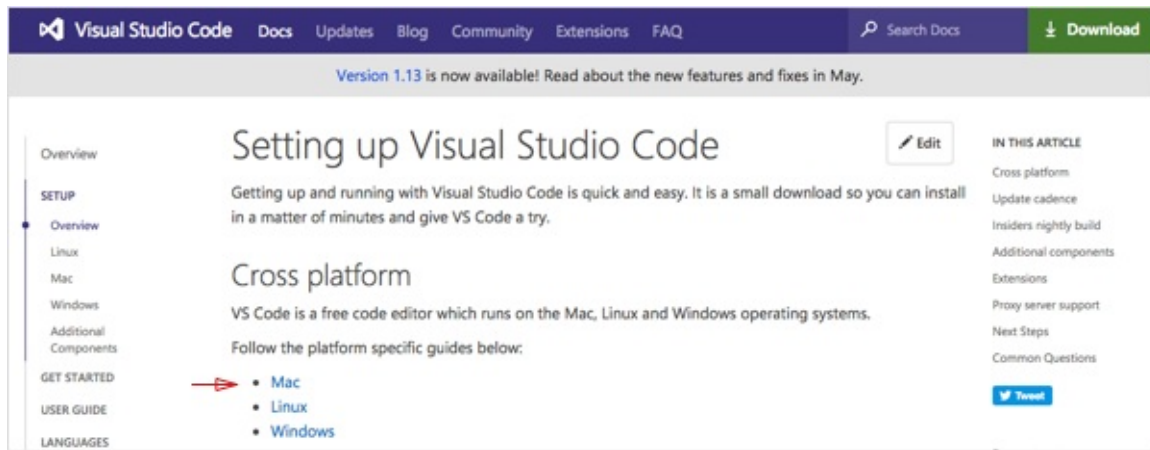 Visual Studio Code Docs Updates Blog Community Extensions FAQ Search Docs Download
Version 1.13 is now available! Read about the new features and fixes in May.
Overview
SETUP
Overview
Linux
Mac
Windows
Additional
Components
GET STARTED
USER GUIDE
LANGUAGES
Setting up Visual Studio Code
Edit
Getting up and running with Visual Studio Code is quick and easy. It is a small download so you can install
in a matter of minutes and give VS Code a try.
Cross platform
VS Code is a free code editor which runs on the Mac, Linux and Windows operating systems.
Follow the platform specific guides below:
• Mac
• Linux
• Windows
IN THIS ARTICLE
Cross platform
Update cadence
Insiders nightly build
Additional components
Extensions
Proxy server support
Next Steps
Common Questions
Tweet